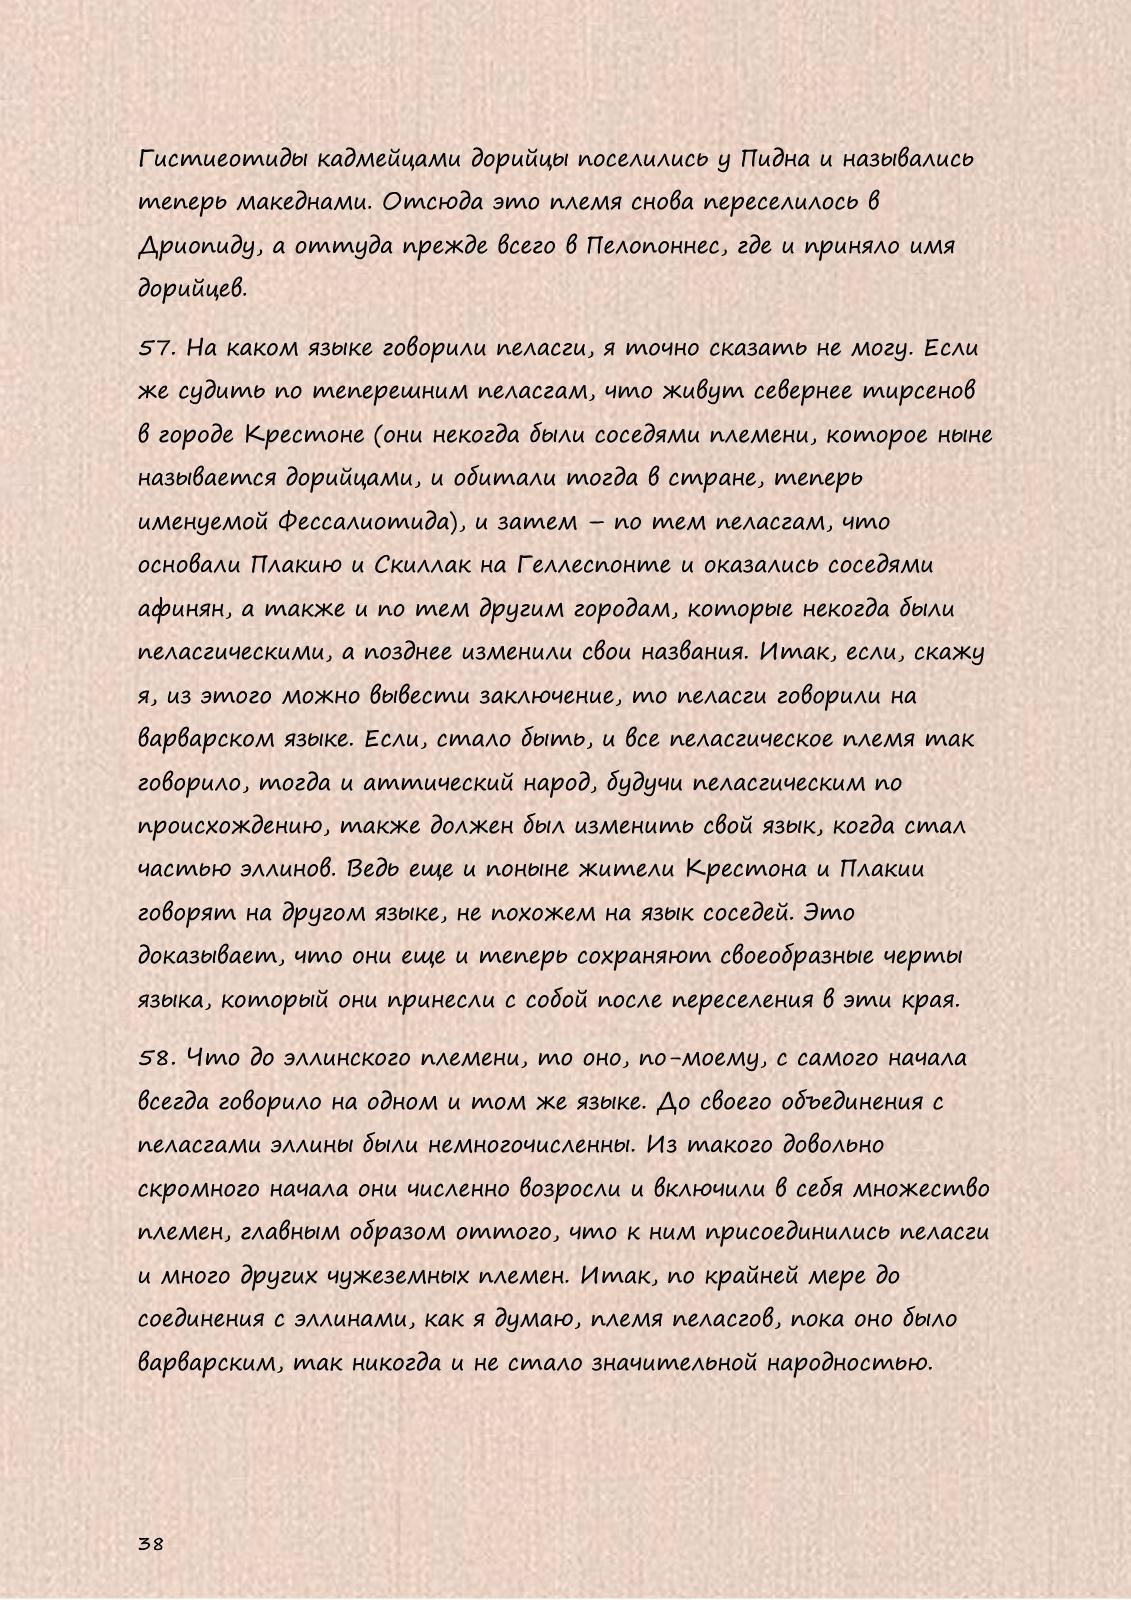 Гистиеотиды кадмейцами дорийцы поселились у Пидна и назывались
теперь македнами. Отсюда это племя снова переселилось в
Дриопиду, а оттуда прежде всего в Пелопоннес, где и приняло имя
дорийцев.
57. На каком языке говорили пеласги, я точно сказать не могу. Если
же судить по теперешним пеласгам, что живут севернее тирсенов
в городе Крестоне (они некогда были соседями племени, которое ныне
называется дорийцами, и обитали тогда в стране, теперь
именуемой Фессалиотида), и затем – по тем пеласгам, что
основали Плакию и Скиллак на Геллеспонте и оказались соседями
афинян, а также и по тем другим городам, которые некогда были
пеласгическими, а позднее изменили свои названия. Итак, если, скажу
я, из этого можно вывести заключение, то пеласги говорили на
варварском языке. Если, стало быть, и все пеласгическое племя так
говорило, тогда и аттический народ, будучи пеласгическим по
происхождению, также должен был изменить свой язык, когда стал
частью эллинов. Ведь еще и поныне жители Крестона и Плакии
говорят на другом языке, не похожем на язык соседей. Это
доказывает, что они еще и теперь сохраняют своеобразные черты
языка, который они принесли с собой после переселения в эти края.
58. Что до эллинского племени, то оно, по-моему, с самого начала
всегда говорило на одном и том же языке. До своего объединения с
пеласгами эллины были немногочисленны. Из такого довольно
скромного начала они численно возросли и включили в себя множество
племен, главным образом оттого, что к ним присоединились пеласги
и много других чужеземных племен. Итак, по крайней мере до
соединения с эллинами, как я думаю, племя пеласгов, пока оно было
варварским, так никогда и не стало значительной народностью.
38